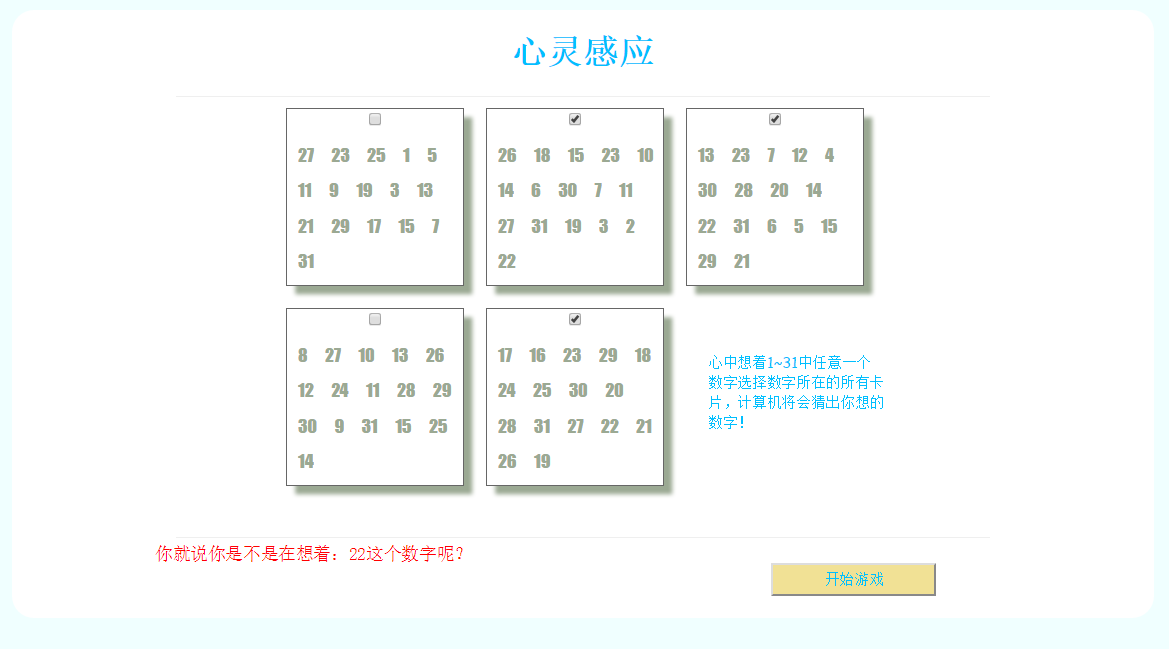 心灵感应
27 23 25 1 5
11 9 19 3 13
21 29 17 15 7
31
26 18 15 23 10
14 6 30 7 11
27 31 19 3 2
22
13 23 7 12 4
30 28 20 14
22 31 6 5 15
29 21
8 27 10 13 26
12 24 11 28 29
30 9 31 15 25
14
17 16 23 29 18
24 25 30 20
28 31 27 22 21
26 19
心中想着1~31中任意一个
数字选择数字所在的所有卡
片，计算机将会猜出你想的
数字！
你就说你是不是在想着：22这个数字呢？
开始游戏